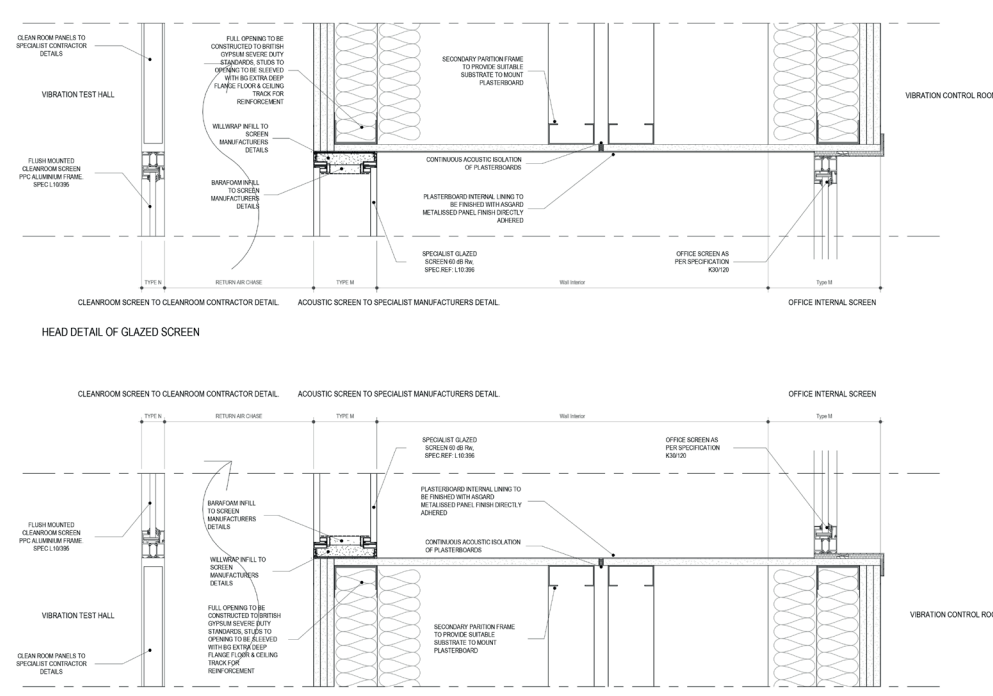 CLEAN ROOM PANELS TO
SPECIALIST CONTRACTOR
DETAILS
VIBRATION TEST HALL
FLUSH MOUNTED
CLEANROOM SCREEN
PPC ALUMINIUM FRAME.
SPEC L10/395
FULL OPENING TO BE
CONSTRUCTED TO BRITISH
GYPSUM SEVERE DUTY
STANDARDS, STUDS TO
OPENING TO BE SLEEVED
WITH BG EXTRA DEEP
FLANGE FLOOR & CEILING
TRACK FOR
REINFORCEMENT
WILLWRAP INFILL TO
SCREEN
MANUFACTURERS
DETAILS
BARAFOAM INFILL
TO SCREEN
MANUFACTURERS
DETAILS
SECONDARY PARITION FRAME
TO PROVIDE SUITABLE
SUBSTRATE TO MOUNT
PLASTERBOARD
CONTINUOUS ACOUSTIC ISOLATION
OF PLASTERBOARDS
PLASTERBOARD INTERNAL LINING TO
BE FINISHED WITH ASGARD
METALISSED PANEL FINISH DIRECTLY
ADHERED
SPECIALIST GLAZED
SCREEN 60 dB Rw,
SPEC.REF: L10:396
OFFICE SCREEN AS
PER SPECIFICATION
K30/120
VIBRATION CONTROL ROOM
TYPE N
RETURN AIR CHASE
TYPE M
Wall Interior
Type M
CLEANROOM SCREEN TO CLEANROOM CONTRACTOR DETAIL.
ACOUSTIC SCREEN TO SPECIALIST MANUFACTURERS DETAIL.
OFFICE INTERNAL SCREEN
HEAD DETAIL OF GLAZED SCREEN
CLEANROOM SCREEN TO CLEANROOM CONTRACTOR DETAIL.
ACOUSTIC SCREEN TO SPECIALIST MANUFACTURERS DETAIL.
OFFICE INTERNAL SCREEN
TYPE N
RETURN AIR CHASE
TYPE M
Wall Interior
Type M
SPECIALIST GLAZED
SCREEN 60 dB Rw,
SPEC.REF: L10:396
OFFICE SCREEN AS
PER SPECIFICATION
K30/120
PLASTERBOARD INTERNAL LINING TO
BE FINISHED WITH ASGARD
METALISSED PANEL FINISH DIRECTLY
ADHERED
BARAFOAM INFILL
TO SCREEN
MANUFACTURERS
DETAILS
FLUSH MOUNTED
CLEANROOM SCREEN
PPC ALUMINIUM FRAME.
SPEC L10/395
CONTINUOUS ACOUSTIC ISOLATION
OF PLASTERBOARDS
WILLWRAP INFILL TO
SCREEN
MANUFACTURERS
DETAILS
FULL OPENING TO BE
CONSTRUCTED TO BRITISH
GYPSUM SEVERE DUTY
STANDARDS, STUDS TO
OPENING TO BE SLEEVED
WITH BG EXTRA DEEP
FLANGE FLOOR & CEILING
TRACK FOR
REINFORCEMENT
VIBRATION TEST HALL
SECONDARY PARITION FRAME
TO PROVIDE SUITABLE
SUBSTRATE TO MOUNT
PLASTERBOARD
VIBRATION CONTROL ROO
CLEAN ROOM PANELS TO
SPECIALIST CONTRACTOR
DETAILS